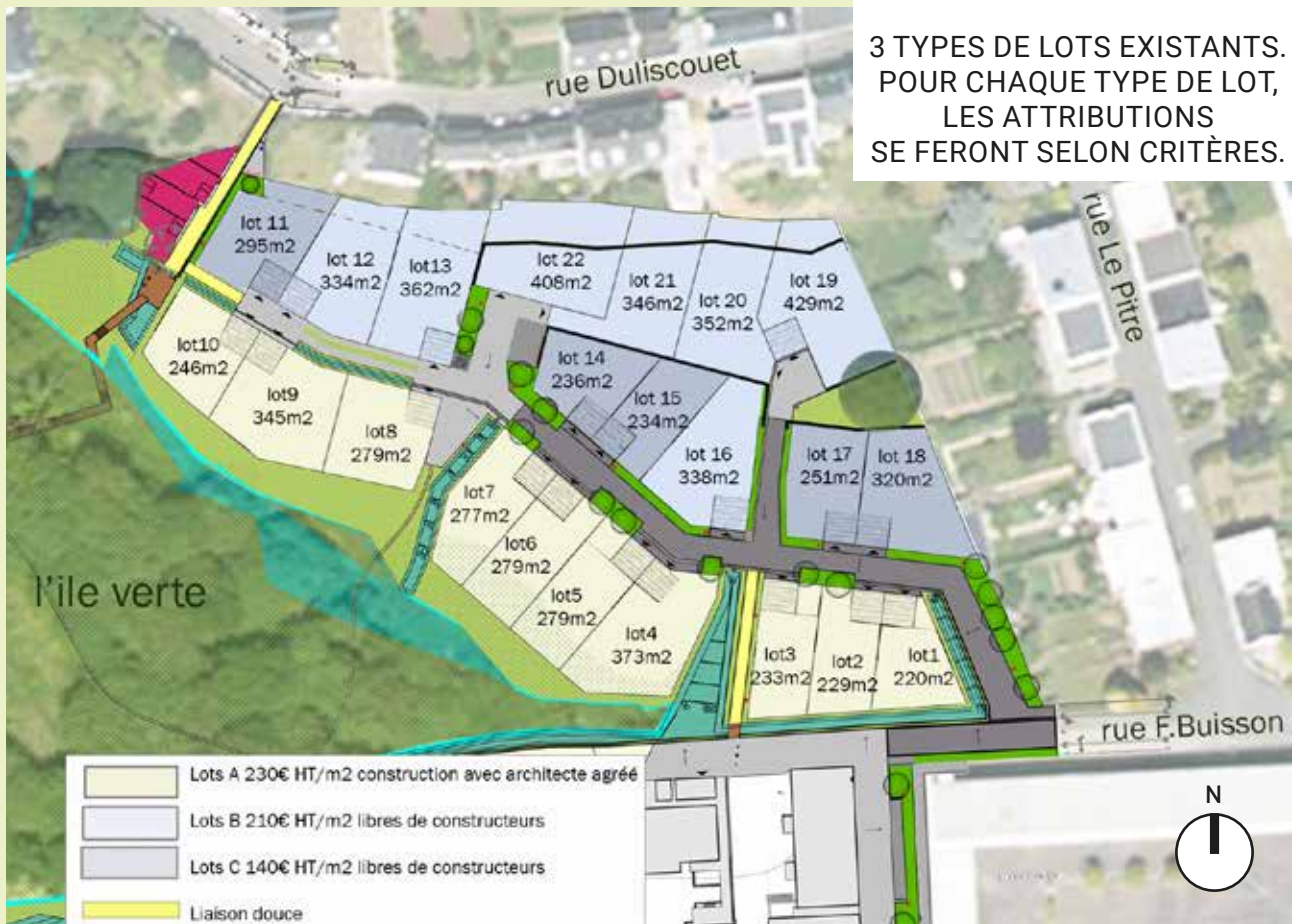 3 TYPES DE LOTS EXISTANTS.
POUR CHAQUE TYPE DE LOT,
LES ATTRIBUTIONS
SE FERONT SELON CRITÈRES.
rue Duliscouet
rue Le Pitre
lot 11
295m2
lot 12
334m2
lot13
362m2
lot 22
408m2
lot 21
346m2
lot 20
352m2
lot 19
429m2
lot10
246m2
lot9
345m2
lot8
279m2
lot 14
236m2
lot 15
234m2
lot 16
338m2
lot 17
251m2
lot 18
320m2
lot7
277m2
lot6
279m2
lot5
279m2
lot4
373m2
lot3
233m2
lot2
229m2
lot1
220m2
l'ile verte
rue F.Buisson
Lots A 230€ HT/m2 construction avec architecte agréé
Lots B 210€ HT/m2 libres de constructeurs
Lots C 140€ HT/m2 libres de constructeurs
Liaison douce
N